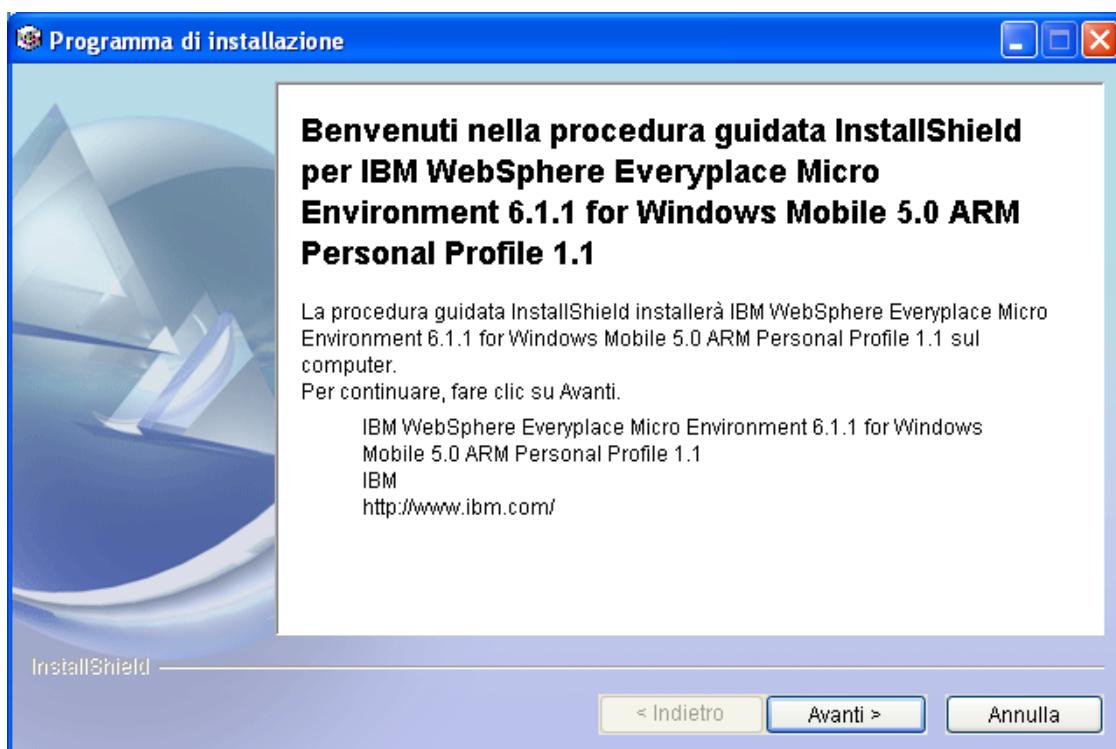 Programma di installazione
Benvenuti nella procedura guidata InstallShield
per IBM WebSphere Everyplace Micro
Environment 6.1.1 for Windows Mobile 5.0 ARM
Personal Profile 1.1
La procedura guidata InstallShield installerà IBM WebSphere Everyplace Micro
Environment 6.1.1 for Windows Mobile 5.0 ARM Personal Profile 1.1 sul
computer.
Per continuare, fare clic su Avanti.
IBM WebSphere Everyplace Micro Environment 6.1.1 for Windows
Mobile 5.0 ARM Personal Profile 1.1
IBM
http://www.ibm.com/
InstallShield
< Indietro
Avanti >
Annulla